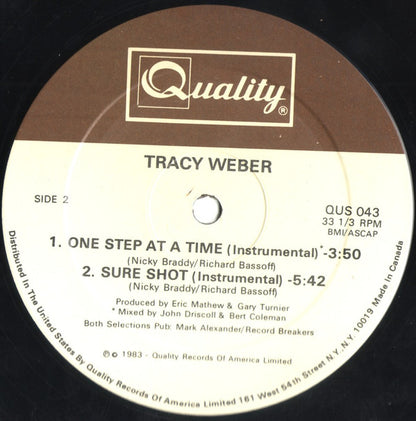 Quality®
TRACY WEBER
SIDE 2
QUS 043
33 1/3 RPM
BMI/ASCAP
1. ONE STEP AT A TIME (Instrumental)*-3:50
(Nicky Braddy/Richard Bassoff)
2. SURE SHOT (Instrumental) -5:42
(Nicky Braddy/Richard Bassoff)
Produced by Eric Mathew & Gary Turnier
* Mixed by John Driscoll & Bert Coleman
Both Selections Pub: Mark Alexander/Record Breakers
℗© 1983 - Quality Records Of America Limited
Distributed In The United States By Quality Records Of America Limited 161 West 54th Street N.Y. N.Y. 10019 Made In Canada